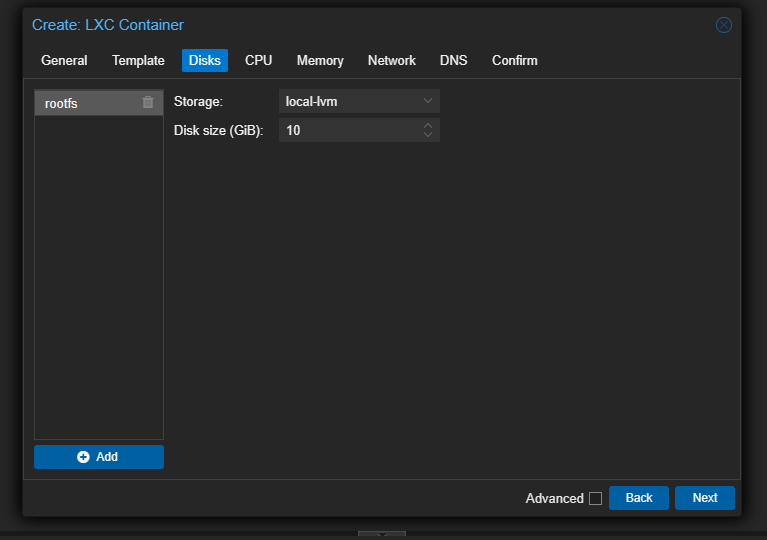 Create: LXC Container
General Template Disks CPU Memory Network DNS Confirm
rootfs
Storage: local-lvm
Disk size (GiB): 10
Add
Advanced Back Next